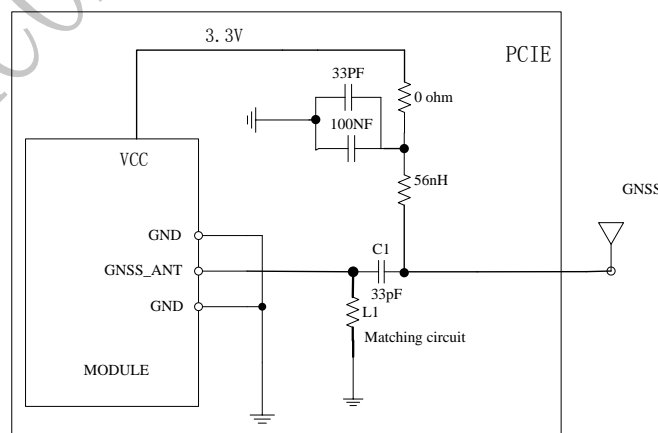 3.3V
PCIE
33PF
0 ohm
100NF
VCC
56nH
GNSS
GND
C1
GNSS_ANT
33pF
GND
L1
Matching circuit
MODULE